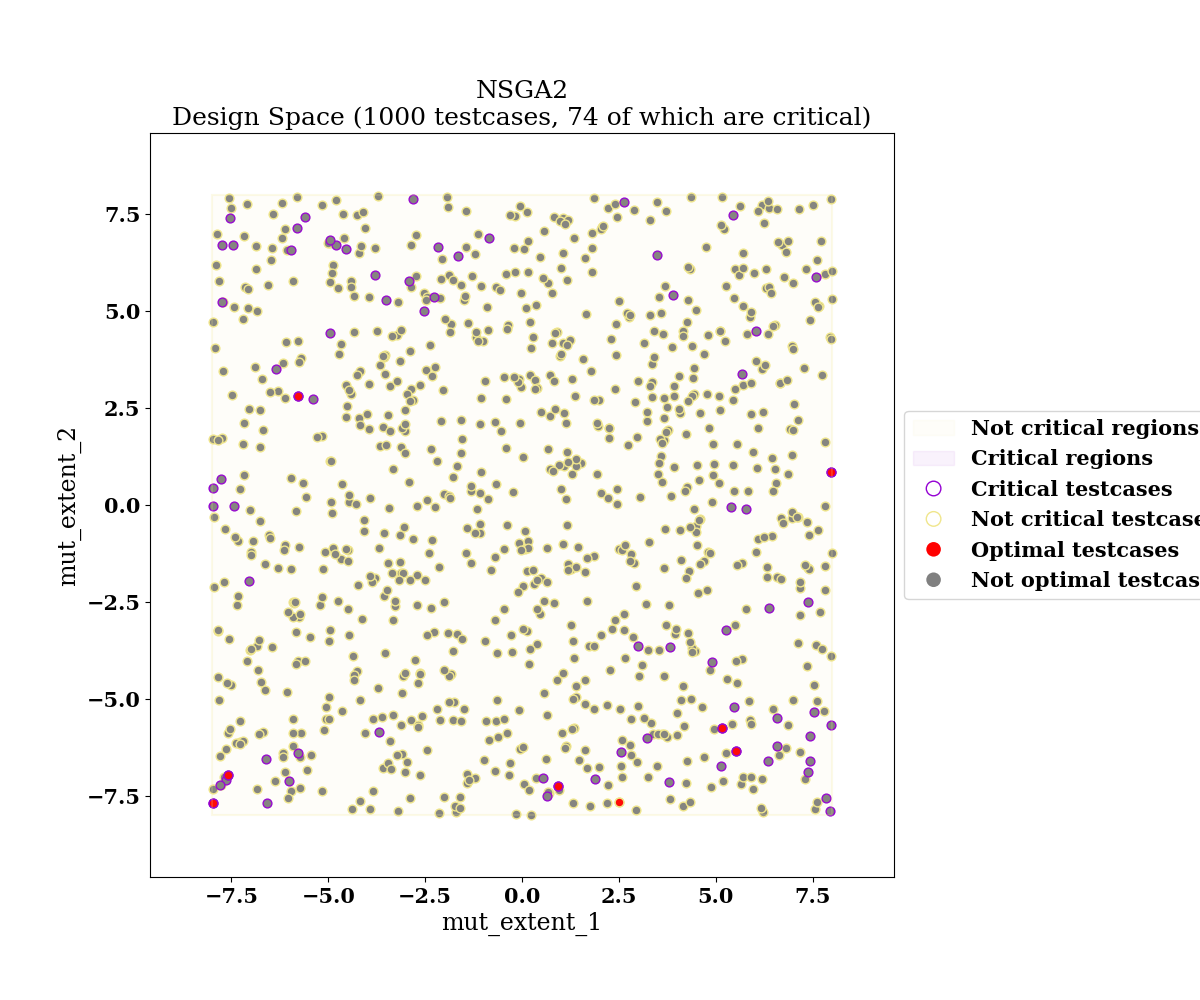 NSGA2
Design Space (1000 testcases, 74 of which are critical)
mut_extent_2
7.5
5.0
2.5
0.0
−2.5
−5.0
−7.5
−7.5 −5.0 −2.5 0.0 2.5 5.0 7.5
mut_extent_1
Not critical regions
Critical regions
Critical testcases
Not critical testcase
Optimal testcases
Not optimal testcas